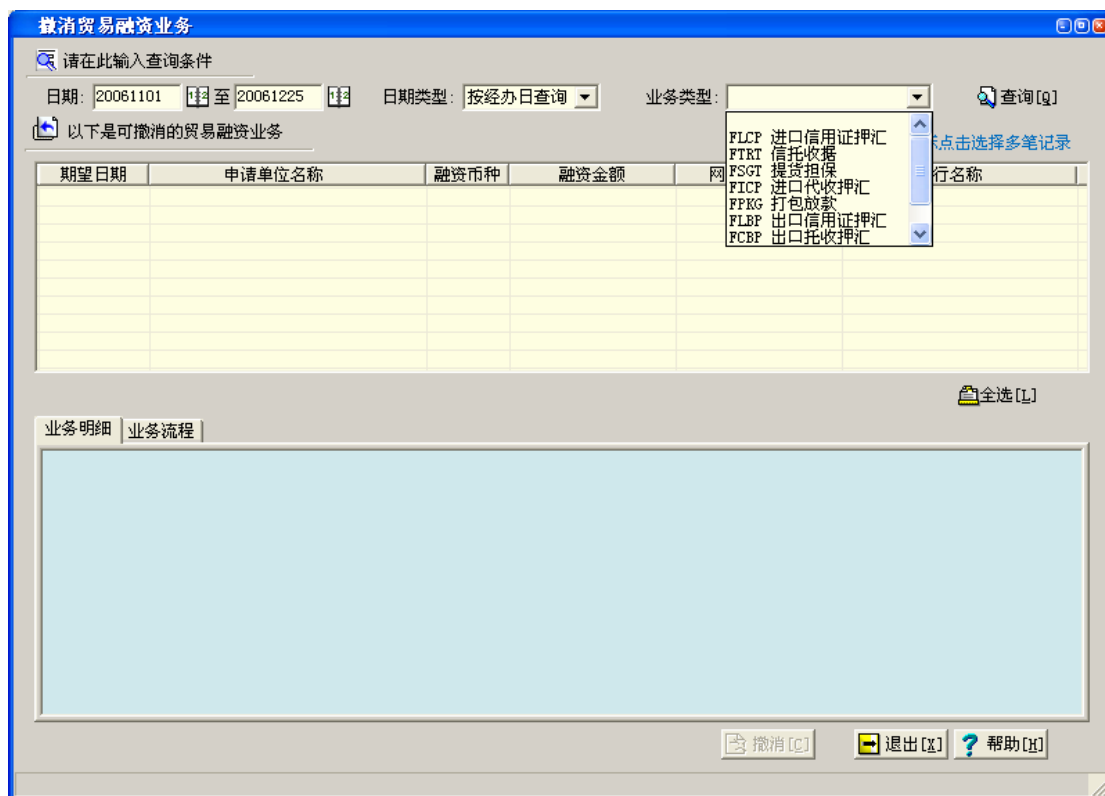 撤消贸易融资业务
请在此输入查询条件
日期: 20061101 至 20061225 日期类型: 按经办日查询 业务类型: 查询[Q]
以下是可撤消的贸易融资业务
点击选择多笔记录
期望日期 申请单位名称 融资币种 融资金额 网 行名称
FLCP 进口信用证押汇
FTRT 信托收据
FSGT 提货担保
FICP 进口代收押汇
FPKG 打包放款
FLBP 出口信用证押汇
FCBP 出口托收押汇
全选[L]
业务明细 业务流程
撤消[C] 退出[X] 帮助[H]